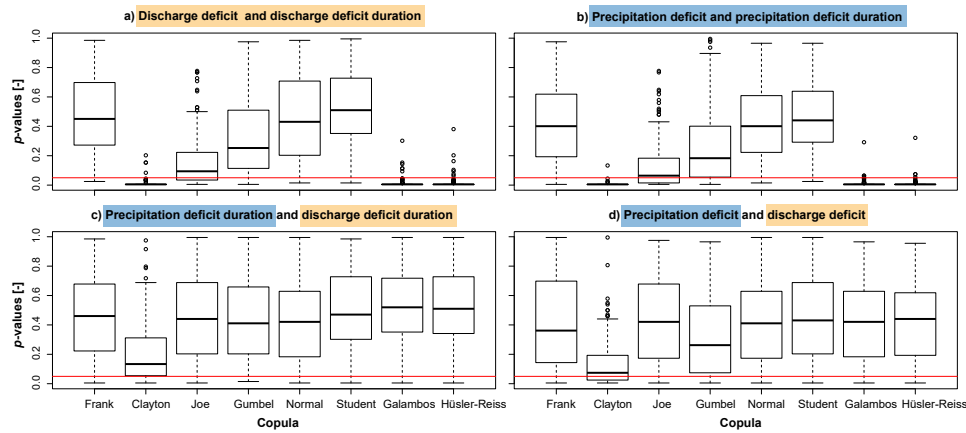 a) Discharge deficit and discharge deficit duration
b) Precipitation deficit and precipitation deficit duration
p-values [-]
1.0
0.8
0.6
0.4
0.2
0.0
c) Precipitation deficit duration and discharge deficit duration
d) Precipitation deficit and discharge deficit
p-values [-]
1.0
0.8
0.6
0.4
0.2
0.0
Frank Clayton Joe Gumbel Normal Student Galambos Hüsler-Reiss
Frank Clayton Joe Gumbel Normal Student Galambos Hüsler-Reiss
Copula
Copula